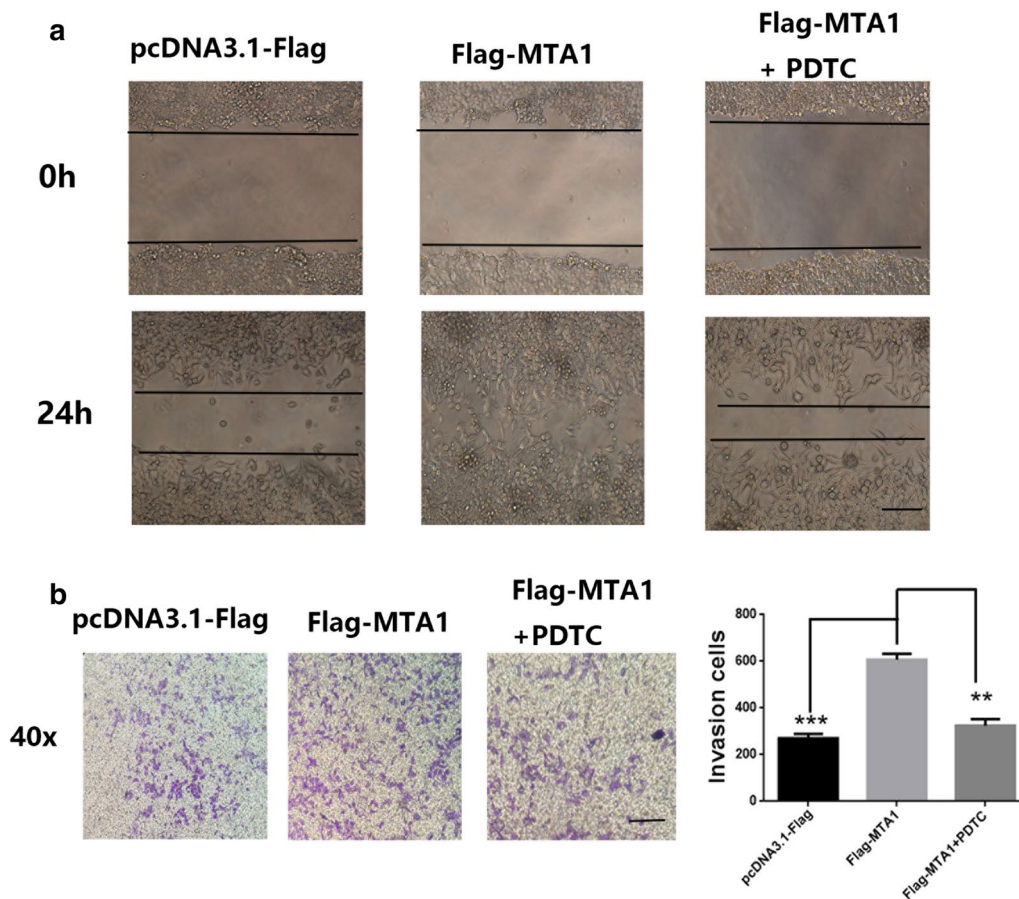 a
pcDNA3.1-Flag
Flag-MTA1
Flag-MTA1
+ PDTC
0h
24h
b
pcDNA3.1-Flag
Flag-MTA1
Flag-MTA1
+PDTC
40x
Invasion cells
800
600
400
200
0
***
**
pcDNA3.1-Flag
Flag-MTA1
Flag-MTA1+PDTC